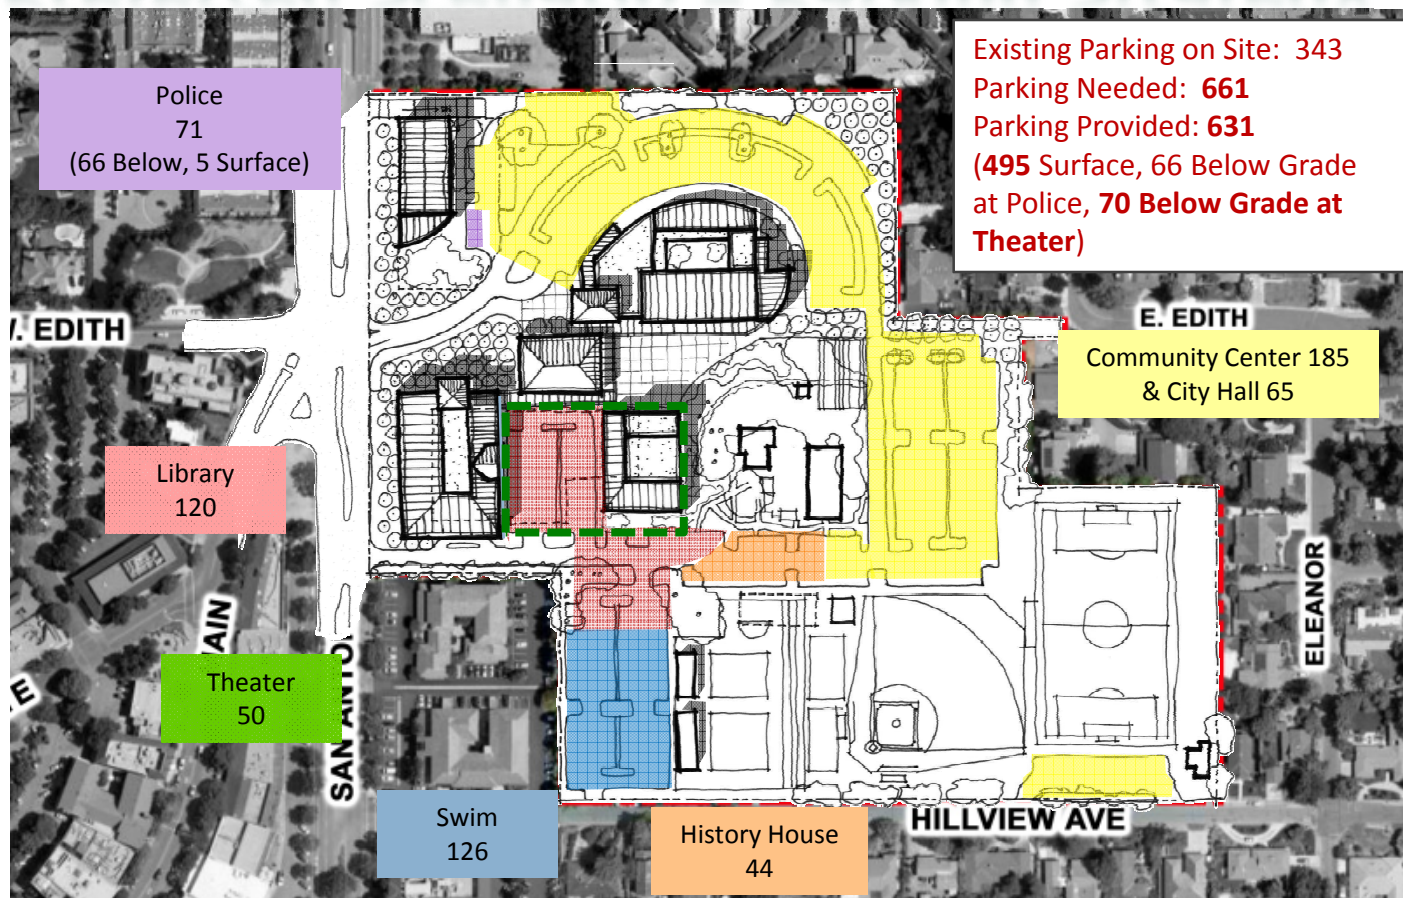 Existing Parking on Site: 343
Parking Needed: 661
Parking Provided: 631
(495 Surface, 66 Below Grade
at Police, 70 Below Grade at
Theater)
Police
71
(66 Below, 5 Surface)
. EDITH
E. EDITH
Community Center 185
& City Hall 65
Library
120
ELEANOR
AIN
Theater
50
SAN ANTO
E
Swim
126
History House
44
HILLVIEW AVE